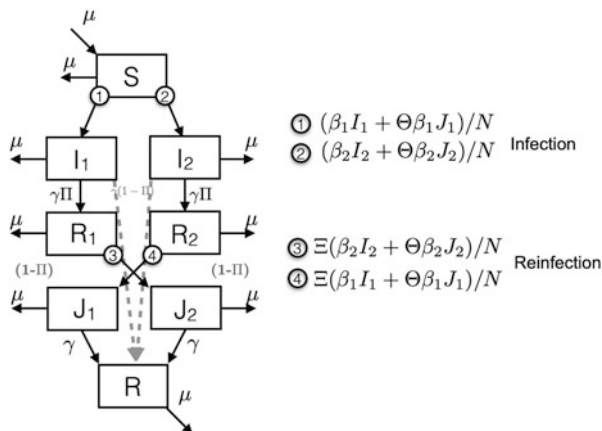 μ
μ
S
1
2
① (β₁I₁ + Θβ₁J₁)/N
② (β₂I₂ + Θβ₂J₂)/N
Infection
μ
I₁
I₂
μ
γΠ
γ(1-Π)
γΠ
μ
R₁
R₂
μ
3
4
③ Ξ(β₂I₂ + Θβ₂J₂)/N
④ Ξ(β₁I₁ + Θβ₁J₁)/N
Reinfection
(1-Π)
(1-Π)
μ
J₁
J₂
μ
γ
γ
R
μ